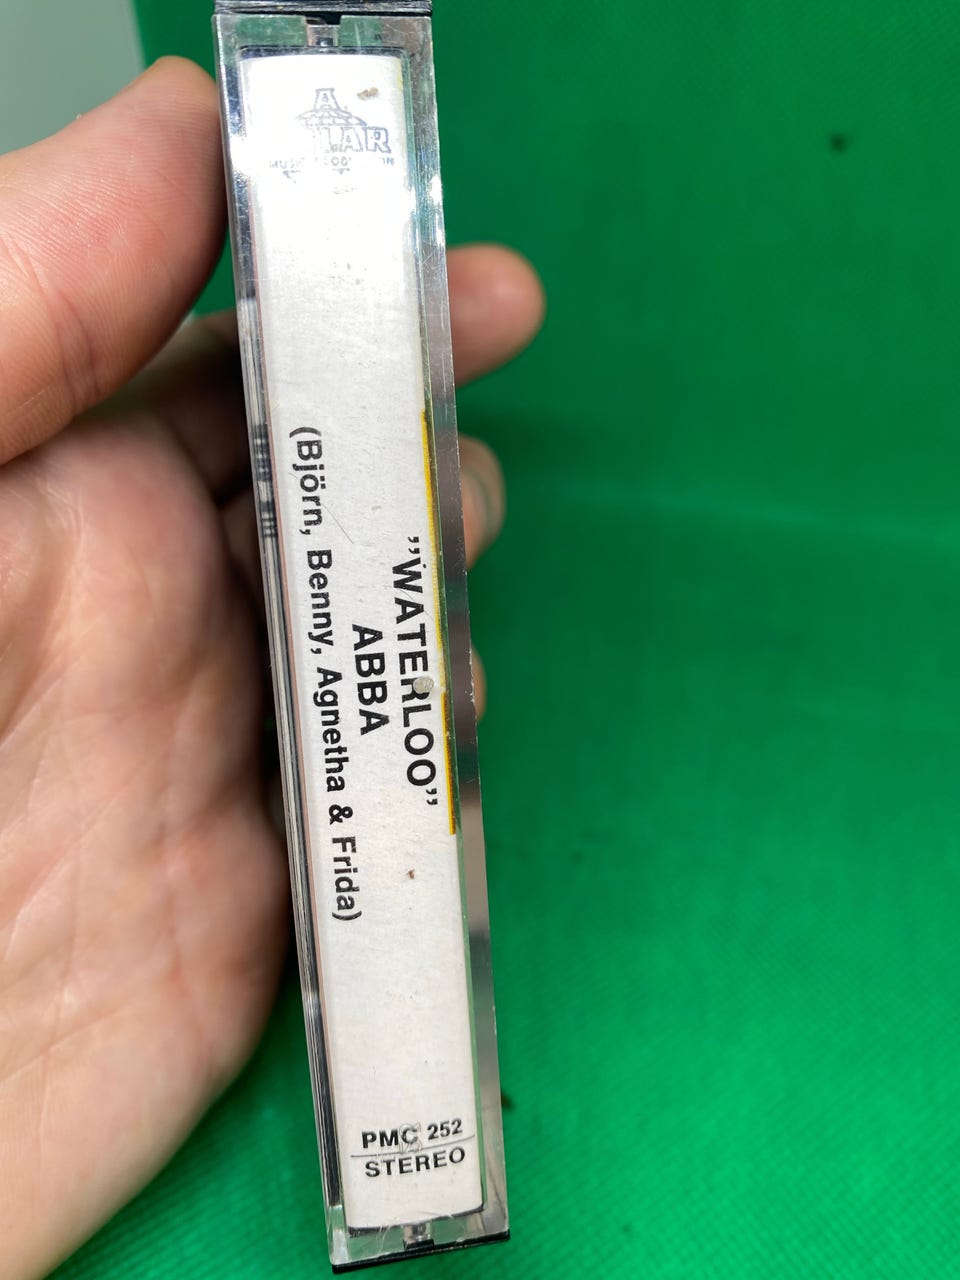 "WATERLOO"
ABBA
(Björn, Benny, Agnetha & Frida)
PMC 252
STEREO